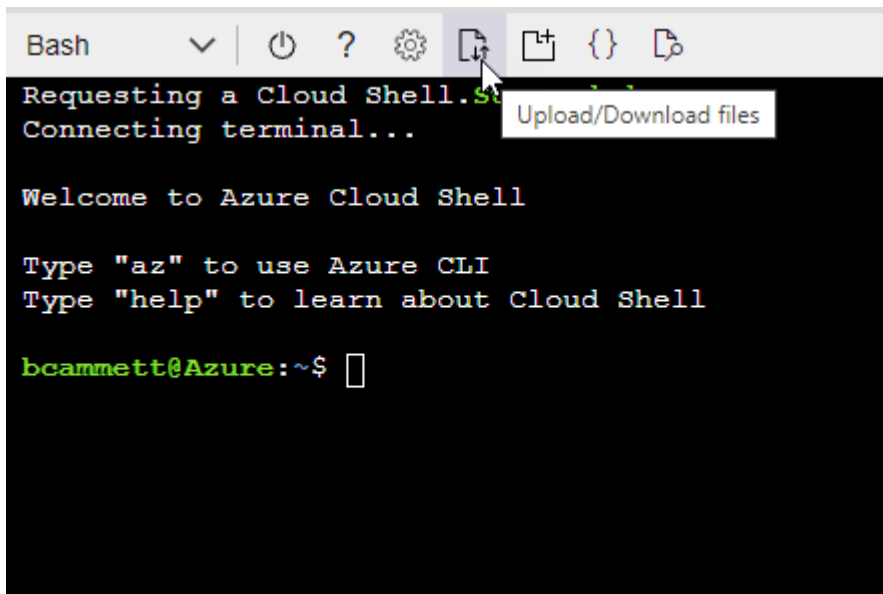 Bash
?
{}
Requesting a Cloud Shell.
Upload/Download files
Connecting terminal...
Welcome to Azure Cloud Shell
Type "az" to use Azure CLI
Type "help" to learn about Cloud Shell
bcammett@Azure:~$